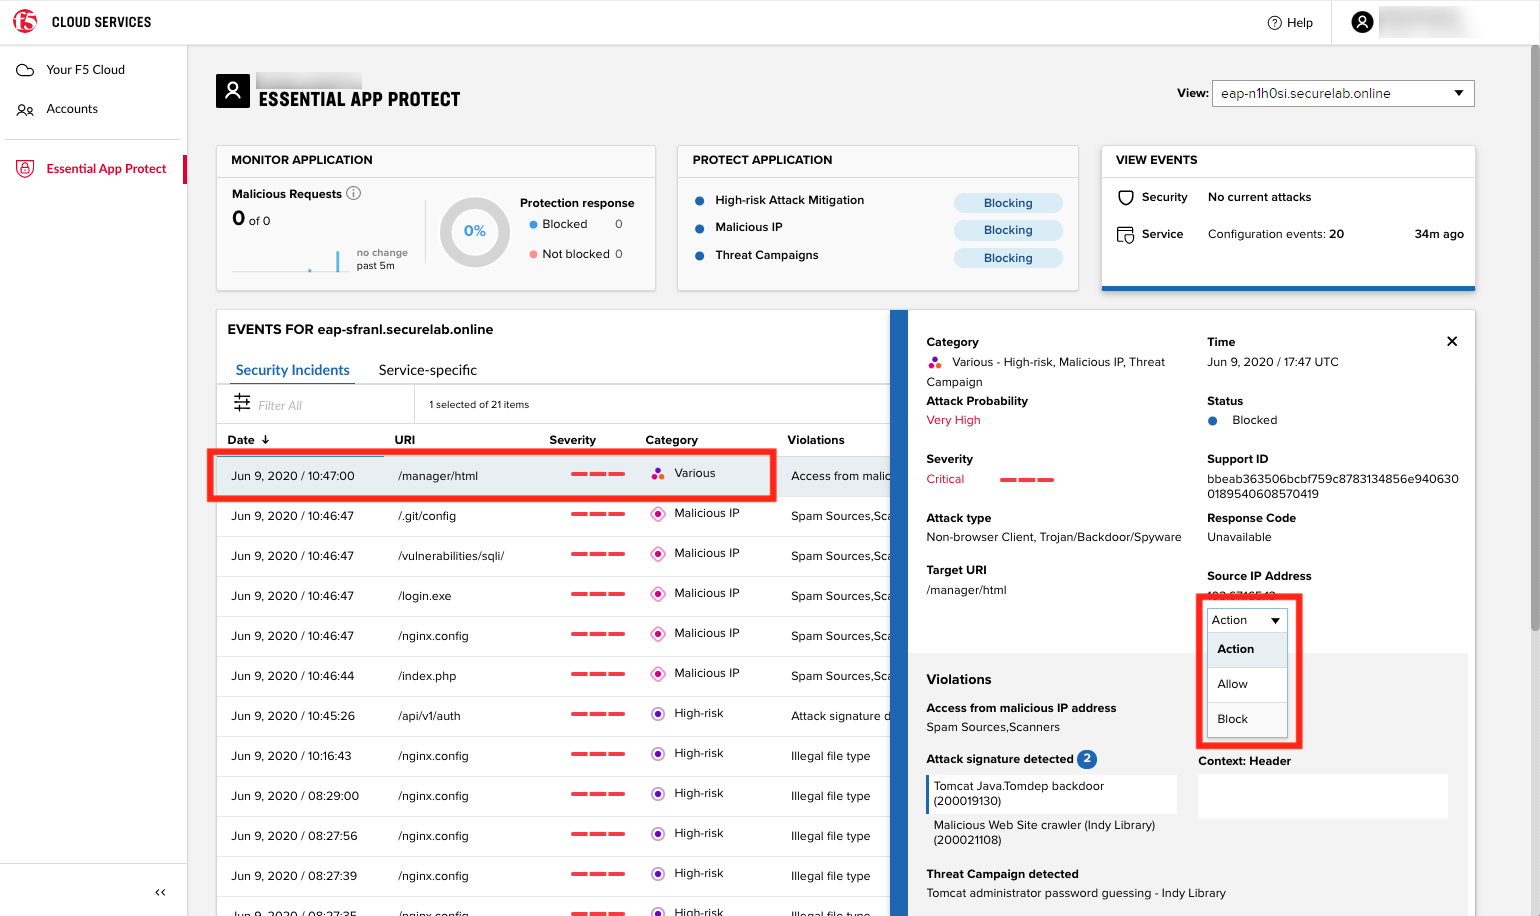 f5 CLOUD SERVICES
Help
Your F5 Cloud
Accounts
Essential App Protect
ESSENTIAL APP PROTECT
View: eap-n1h0si.securelab.online
MONITOR APPLICATION
Malicious Requests
0 of 0
no change
past 5m
0%
Protection response
Blocked 0
Not blocked 0
PROTECT APPLICATION
High-risk Attack Mitigation Blocking
Malicious IP Blocking
Threat Campaigns Blocking
VIEW EVENTS
Security No current attacks
Service Configuration events: 20 34m ago
EVENTS FOR eap-sfranl.securelab.online
Security Incidents Service-specific
Filter All 1 selected of 21 items
Date URI Severity Category Violations
Jun 9, 2020 / 10:47:00 /manager/html Various Access from malic
Jun 9, 2020 / 10:46:47 /.git/config Malicious IP Spam Sources,Sca
Jun 9, 2020 / 10:46:47 /vulnerabilities/sqli/ Malicious IP Spam Sources,Sca
Jun 9, 2020 / 10:46:47 /login.exe Malicious IP Spam Sources,Sca
Jun 9, 2020 / 10:46:47 /nginx.config Malicious IP Spam Sources,Sca
Jun 9, 2020 / 10:46:44 /index.php Malicious IP Spam Sources,Sca
Jun 9, 2020 / 10:45:26 /api/v1/auth High-risk Attack signature d
Jun 9, 2020 / 10:16:43 /nginx.config High-risk Illegal file type
Jun 9, 2020 / 08:29:00 /nginx.config High-risk Illegal file type
Jun 9, 2020 / 08:27:56 /nginx.config High-risk Illegal file type
Jun 9, 2020 / 08:27:39 /nginx.config High-risk Illegal file type
Jun 9, 2020 / 08:27:35 /nginx.config High-risk Illegal file type
Category
Various - High-risk, Malicious IP, Threat
Campaign
Time
Jun 9, 2020 / 17:47 UTC
Attack Probability
Very High
Status
Blocked
Severity
Critical
Support ID
bbeab363506bcbf759c8783134856e940630
0189540608570419
Attack type
Non-browser Client, Trojan/Backdoor/Spyware
Response Code
Unavailable
Target URI
/manager/html
Source IP Address
Action
Action
Allow
Block
Violations
Access from malicious IP address
Spam Sources,Scanners
Attack signature detected 2
Tomcat Java.Tomdep backdoor
(200019130)
Malicious Web Site crawler (Indy Library)
(200021108)
Context: Header
Threat Campaign detected
Tomcat administrator password guessing - Indy Library